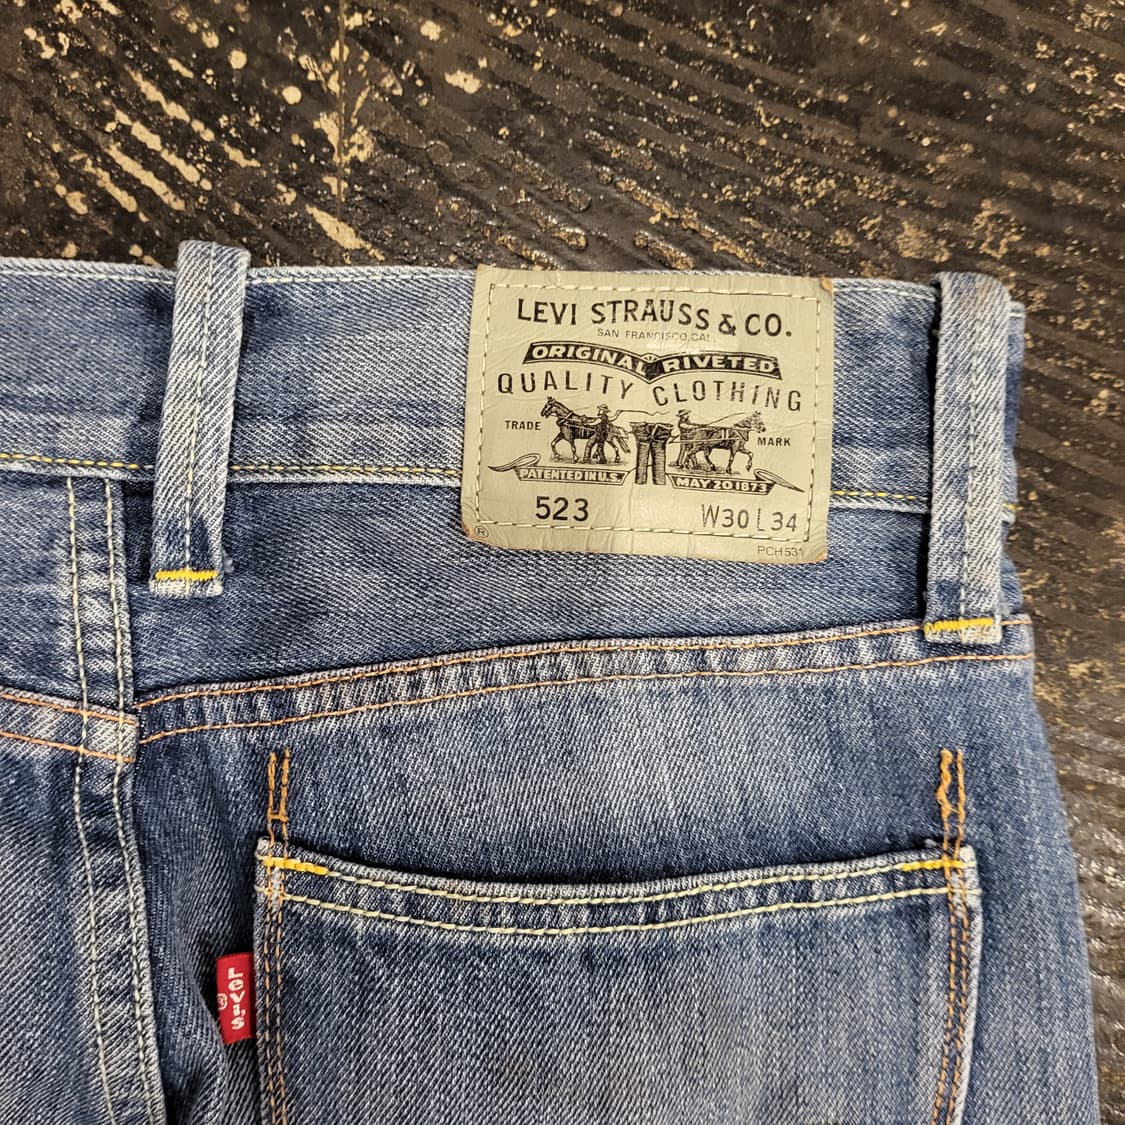 LEVI STRAUSS & CO.
SAN FRANCISCO, CAL.
ORIGINAL RIVETED
QUALITY CLOTHING
TRADE MARK
PATENTED IN U.S. MAY 20 1873
523 W30 L34
®
PCH531
LEVI'S
®